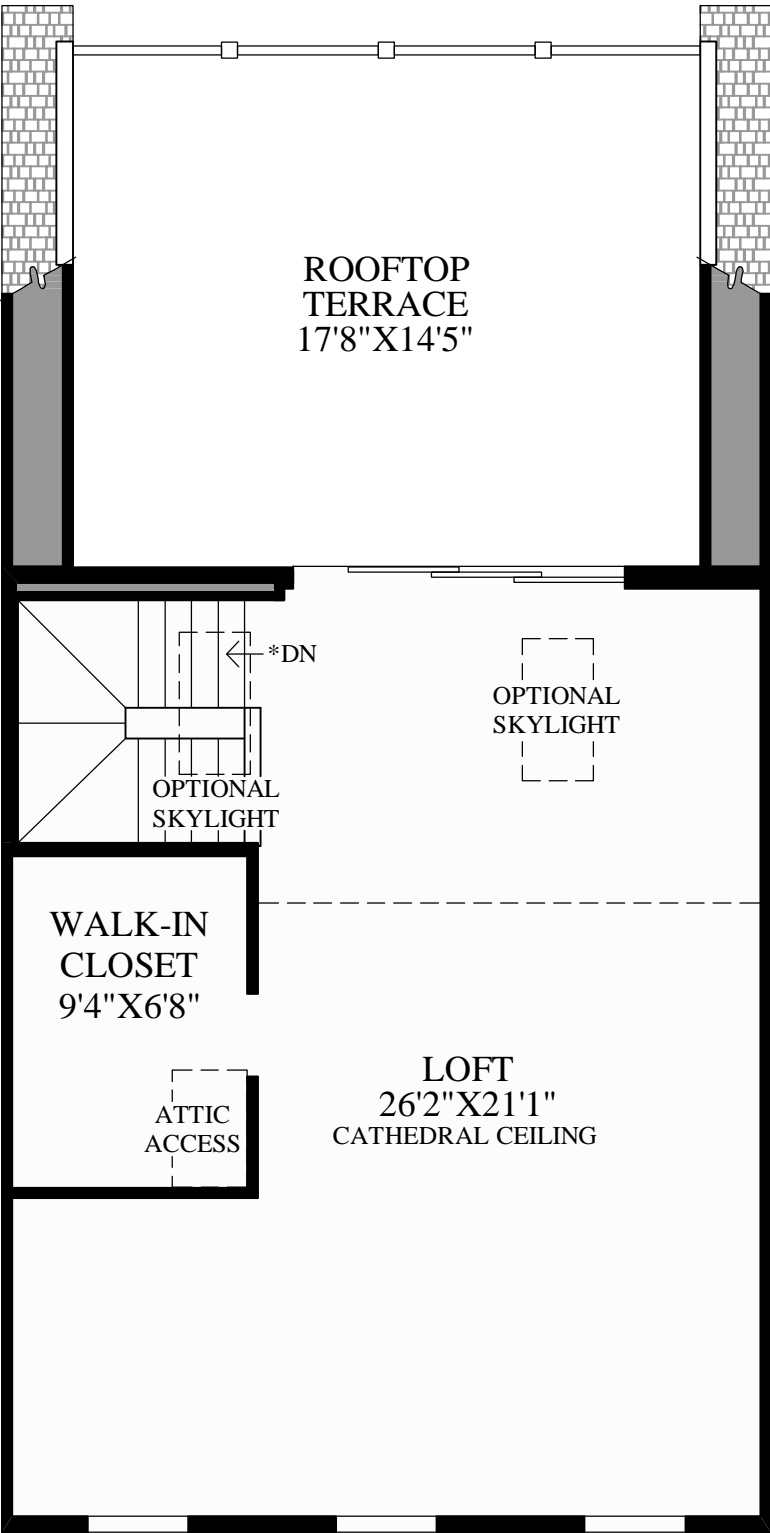 ROOFTOP
TERRACE
17'8"X14'5"
*DN
OPTIONAL
SKYLIGHT
OPTIONAL
SKYLIGHT
WALK-IN
CLOSET
9'4"X6'8"
LOFT
26'2"X21'1"
CATHEDRAL CEILING
ATTIC
ACCESS